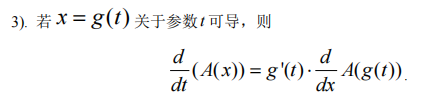 3). 若 x = g(t) 关于参数 t 可导，则
d/dt (A(x)) = g'(t) · d/dx A(g(t)).